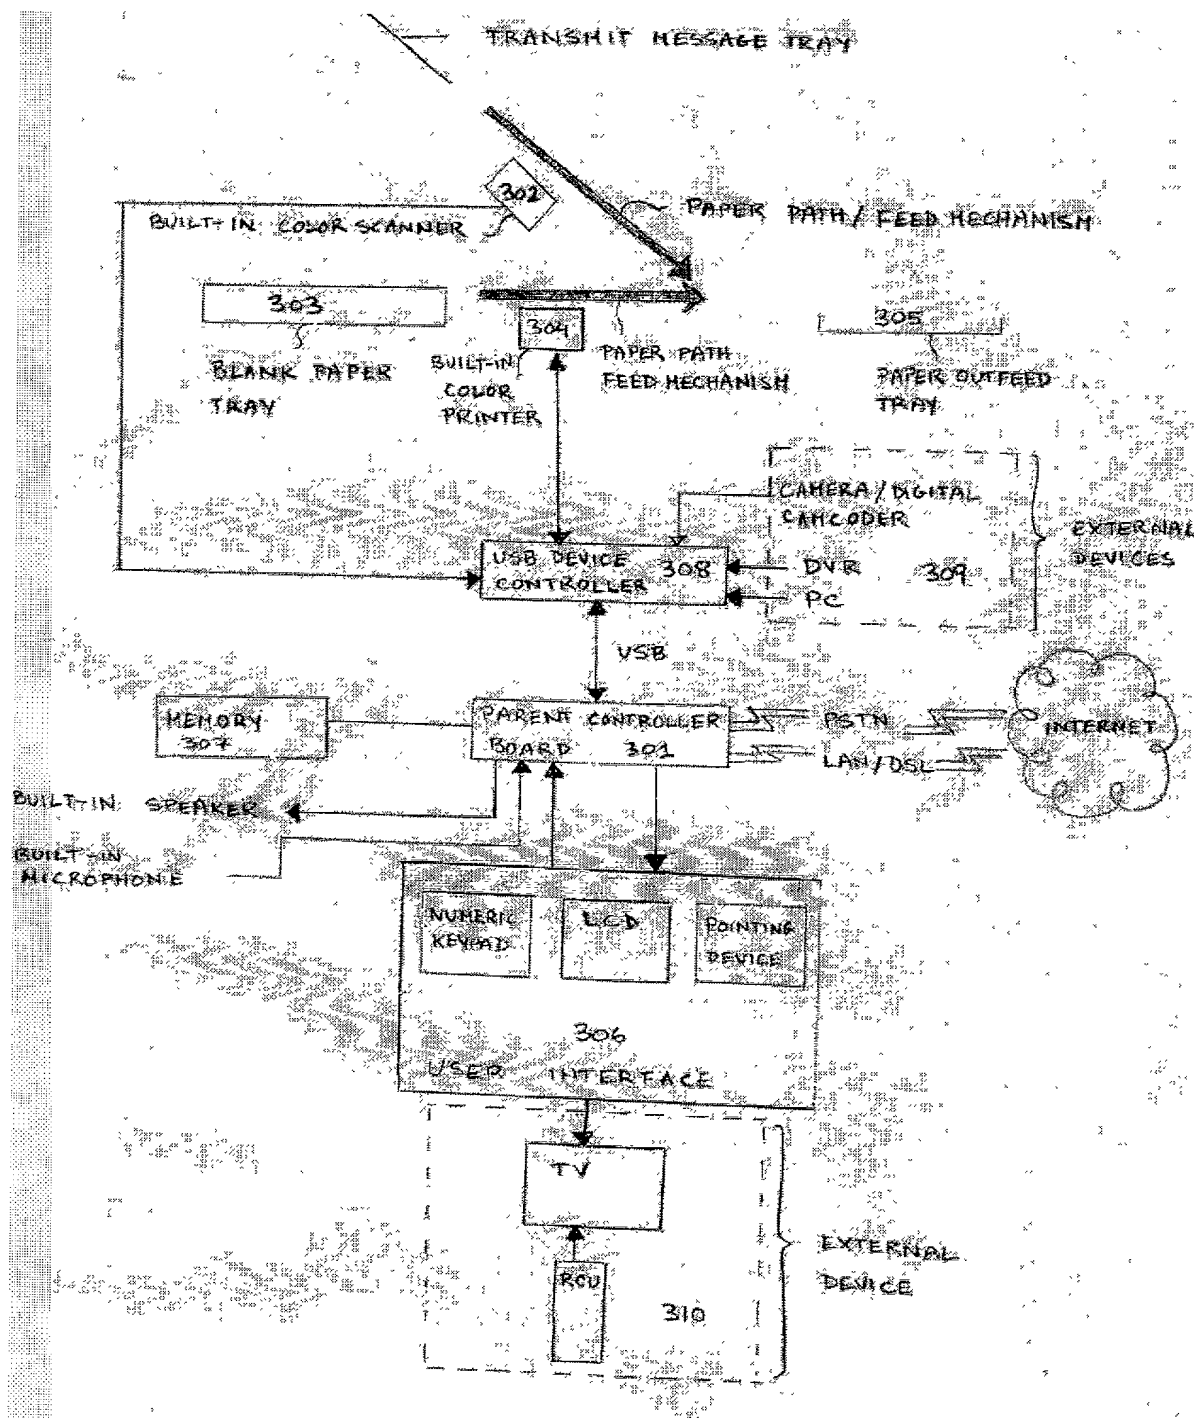 TRANSMIT MESSAGE TRAY
302
BUILT-IN COLOR SCANNER
PAPER PATH / FEED MECHANISM
303
BLANK PAPER
TRAY
304
BUILT-IN
COLOR
PRINTER
PAPER PATH
FEED MECHANISM
305
PAPER OUTFEED
TRAY
CAMERA / DIGITAL
CAMCODER
DVR
PC
309
EXTERNAL
DEVICES
USB DEVICE
CONTROLLER 308
USB
MEMORY
307
PARENT CONTROLLER
BOARD 301
PSTN
LAN/DSL
INTERNET
BUILT-IN SPEAKER
BUILT-IN
MICROPHONE
NUMERIC
KEYPAD
LCD
POINTING
DEVICE
306
USER INTERFACE
TV
RCU
310
EXTERNAL
DEVICE